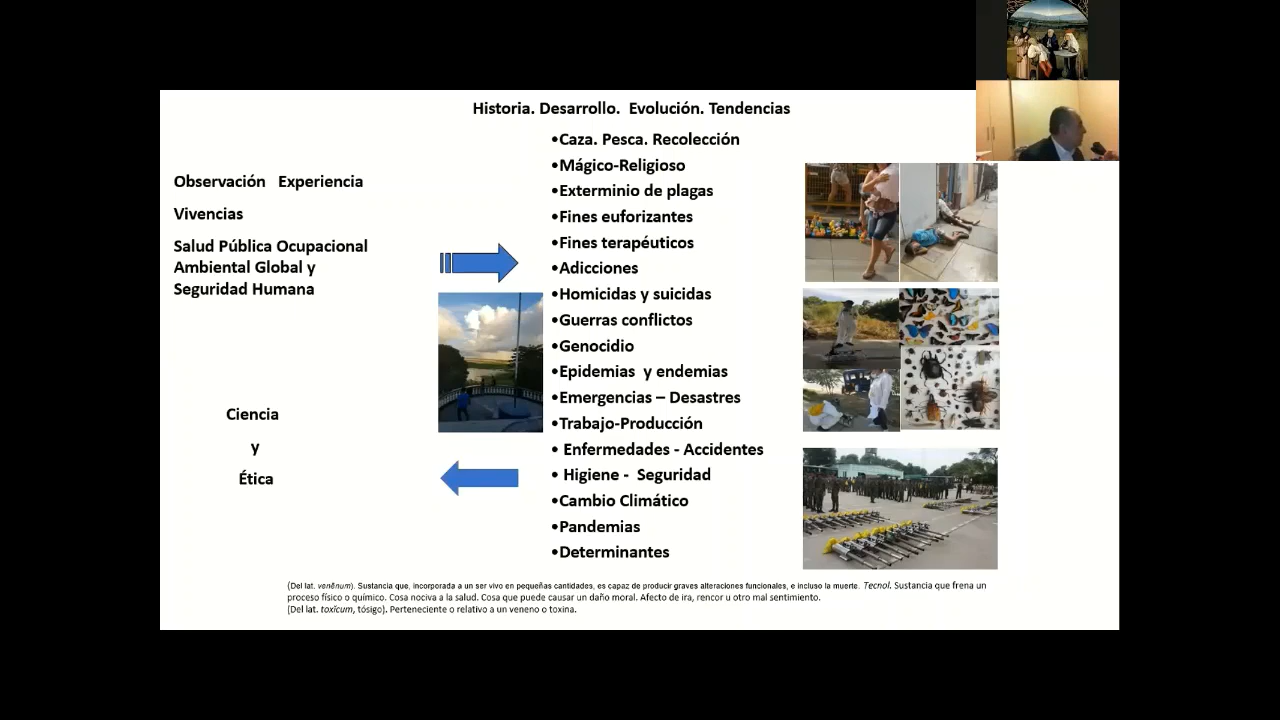 Historia. Desarrollo. Evolución. Tendencias
Observación Experiencia
Vivencias
Salud Pública Ocupacional
Ambiental Global y
Seguridad Humana
Ciencia
y
Ética
•Caza. Pesca. Recolección
•Mágico-Religioso
•Exterminio de plagas
•Fines euforizantes
•Fines terapéuticos
•Adicciones
•Homicidas y suicidas
•Guerras conflictos
•Genocidio
•Epidemias y endemias
•Emergencias – Desastres
•Trabajo-Producción
• Enfermedades - Accidentes
• Higiene - Seguridad
•Cambio Climático
•Pandemias
•Determinantes
(Del lat. venēnum). Sustancia que, incorporada a un ser vivo en pequeñas cantidades, es capaz de producir graves alteraciones funcionales, e incluso la muerte. Tecnol. Sustancia que frena un
proceso físico o químico. Cosa nociva a la salud. Cosa que puede causar un daño moral. Afecto de ira, rencor u otro mal sentimiento.
(Del lat. toxĭcum, tósigo). Perteneciente o relativo a un veneno o toxina.